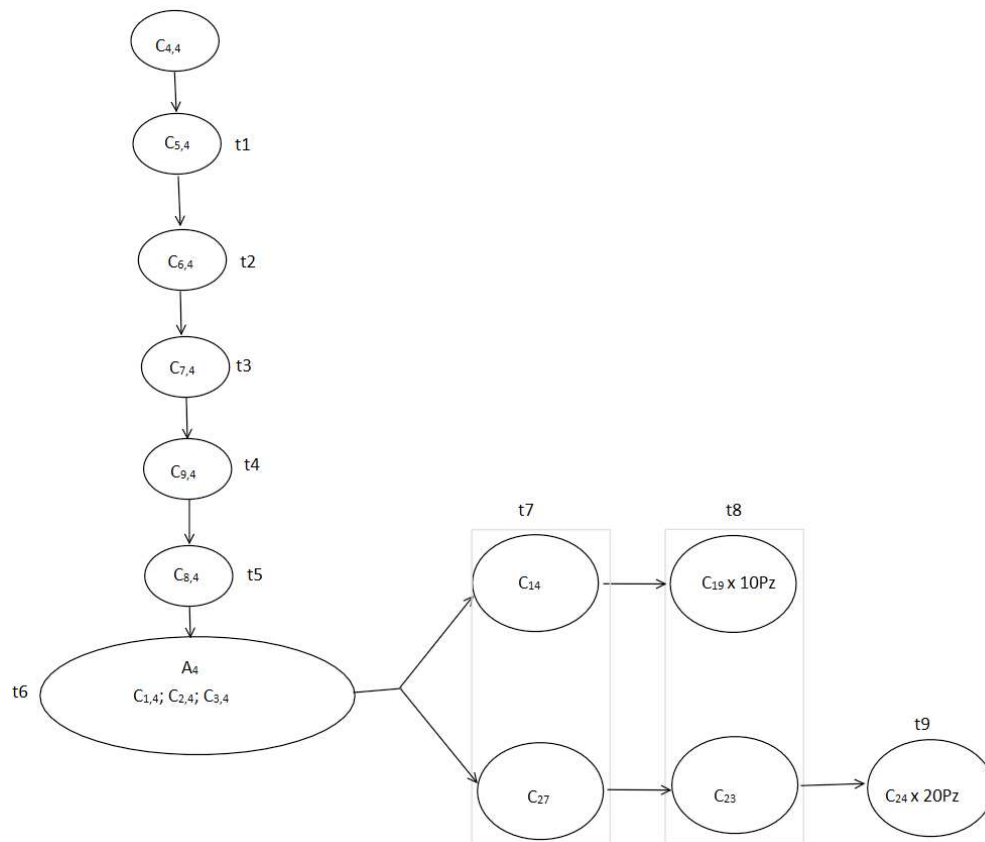 C4,4
C5,4 t1
C6,4 t2
C7,4 t3
C9,4 t4
C8,4 t5
t6
A4
C1,4; C2,4; C3,4
t7
t8
C14
C19 x 10Pz
C27
C23
t9
C24 x 20Pz